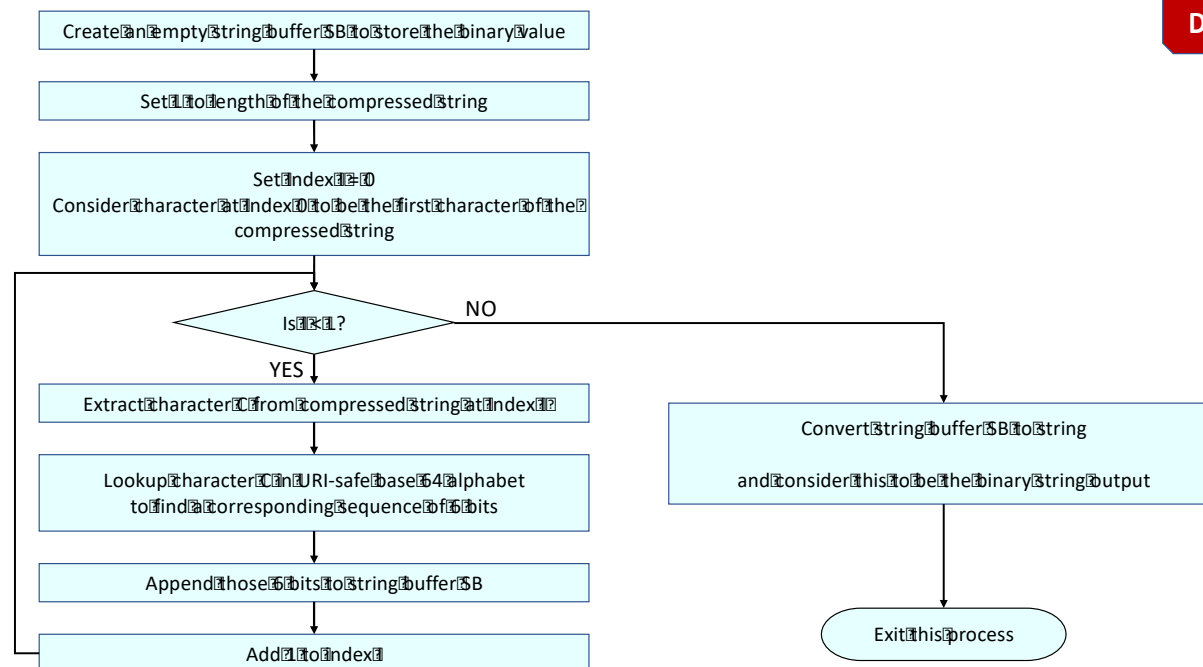 D
Create an empty string buffer SB to store the binary value
Set L to length of the compressed string
Set Index I = 0
Consider character at Index 0 to be the first character of the
compressed string
Is I < L?
NO
YES
Extract character C from compressed string at Index I
Convert string buffer SB to string
and consider this to be the binary string output
Lookup character C in URI-safe base 64 alphabet
to find a corresponding sequence of 6 bits
Append those 6 bits to string buffer SB
Exit this process
Add 1 to Index I